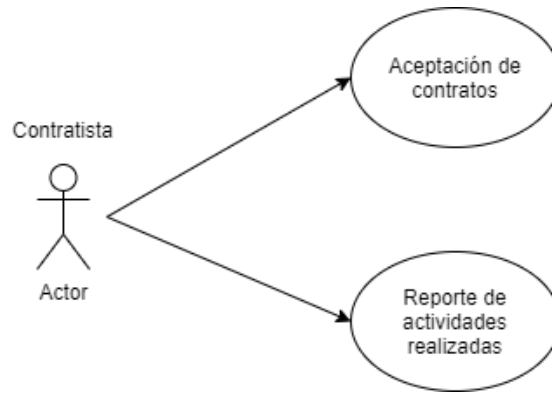 Aceptación de
contratos
Contratista
Actor
Reporte de
actividades
realizadas